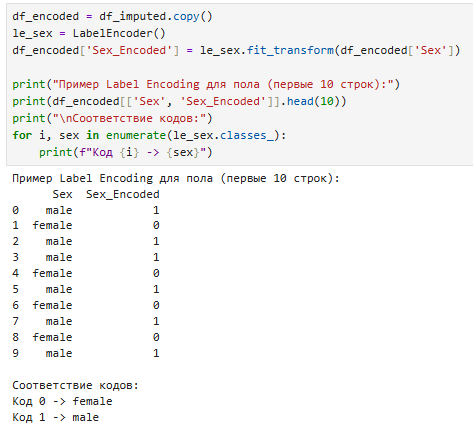 df_encoded = df_imputed.copy()
le_sex = LabelEncoder()
df_encoded['Sex_Encoded'] = le_sex.fit_transform(df_encoded['Sex'])

print("Пример Label Encoding для пола (первые 10 строк):")
print(df_encoded[['Sex', 'Sex_Encoded']].head(10))
print("\nСоответствие кодов:")
for i, sex in enumerate(le_sex.classes_):
    print(f"Код {i} -> {sex}")
Пример Label Encoding для пола (первые 10 строк):
      Sex  Sex_Encoded
0    male            1
1  female            0
2    male            1
3    male            1
4  female            0
5    male            1
6  female            0
7    male            1
8  female            0
9    male            1

Соответствие кодов:
Код 0 -> female
Код 1 -> male